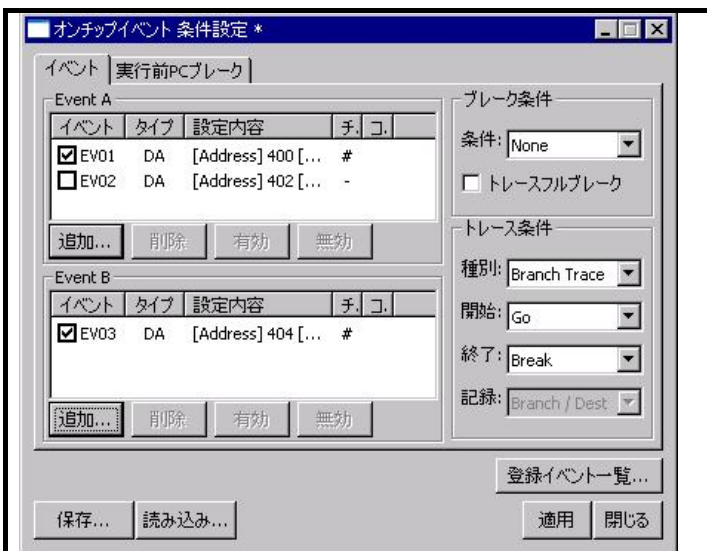 オンチップイベント 条件設定 *
イベント 実行前PCブレーク
Event A
イベント タイプ 設定内容 チ. コ.
EV01 DA [Address] 400 [... #
EV02 DA [Address] 402 [... -
追加... 削除 有効 無効
Event B
イベント タイプ 設定内容 チ. コ.
EV03 DA [Address] 404 [... #
追加... 削除 有効 無効
ブレーク条件
条件: None
トレースフルブレーク
トレース条件
種別: Branch Trace
開始: Go
終了: Break
記録: Branch / Dest
登録イベント一覧...
保存... 読み込み... 適用 閉じる